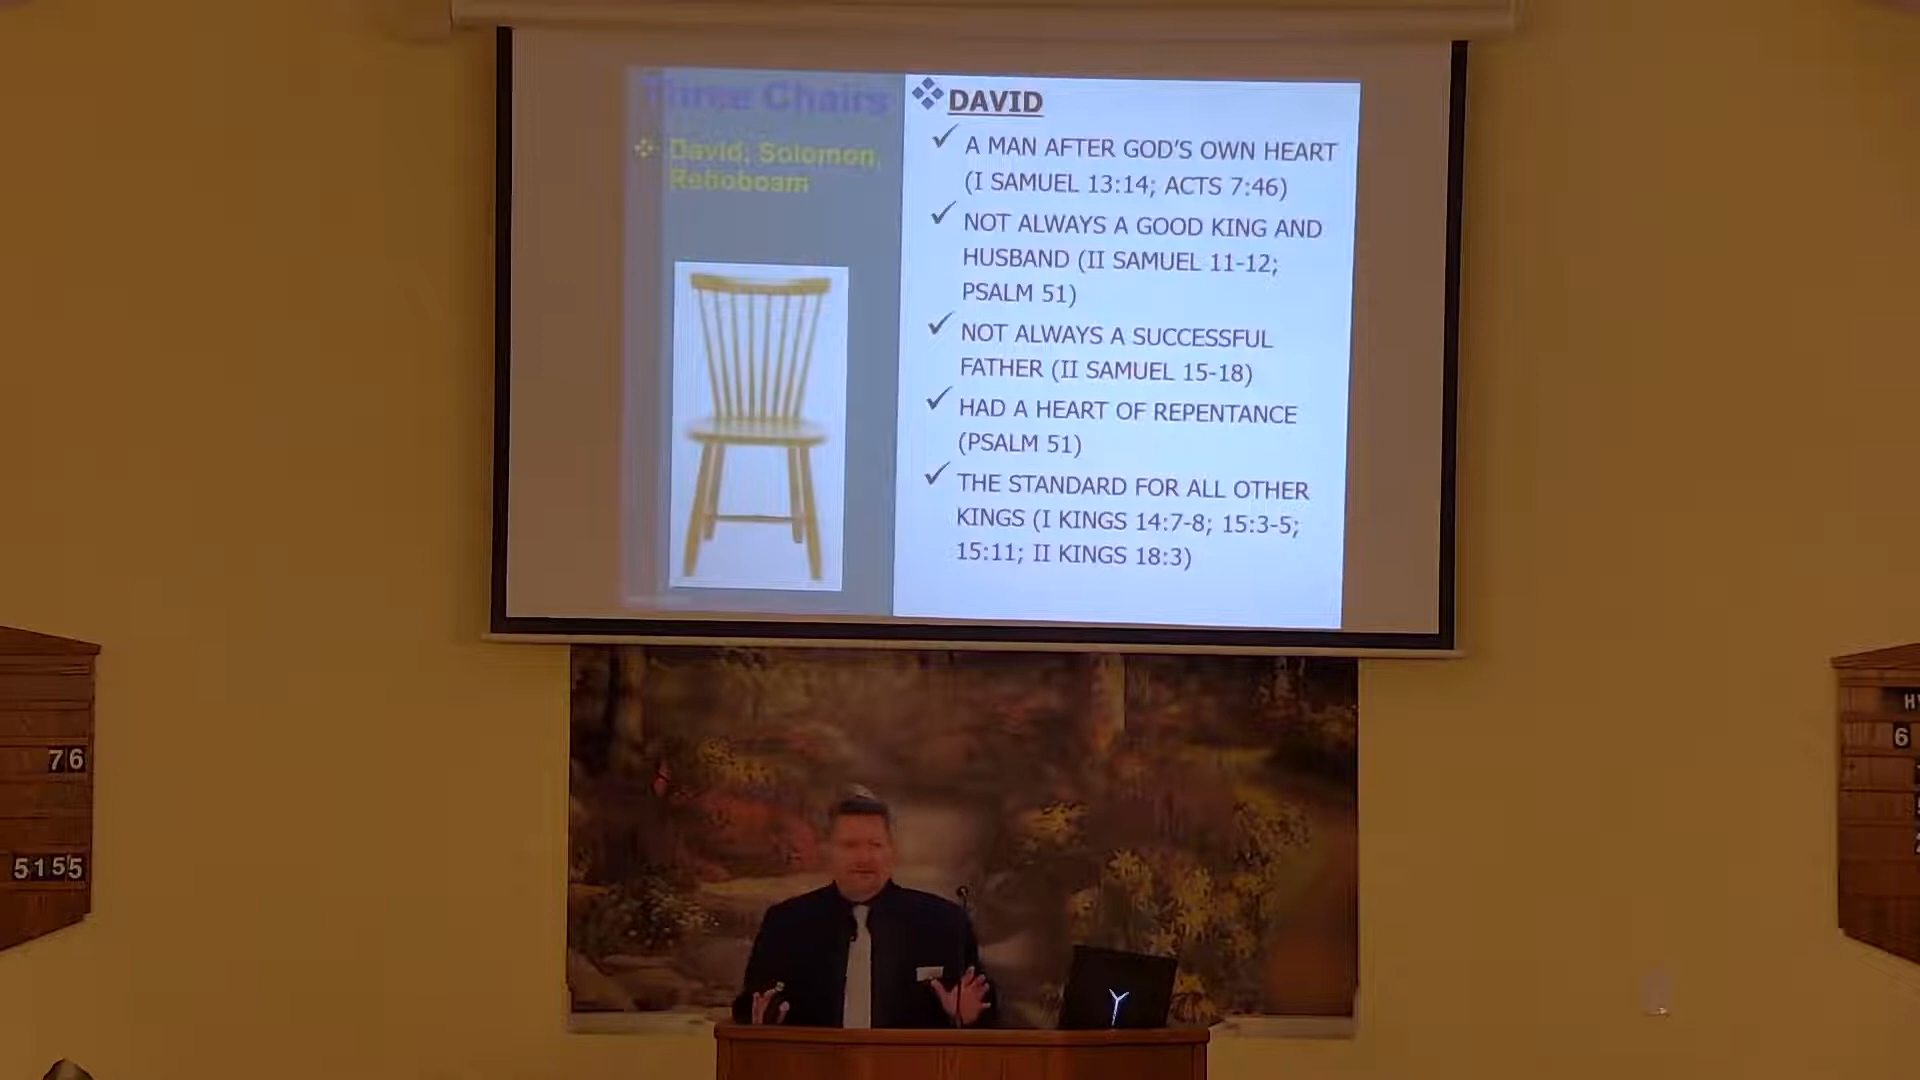 Three Chairs
David, Solomon,
Rehoboam
DAVID
A MAN AFTER GOD'S OWN HEART
(I SAMUEL 13:14; ACTS 7:46)
NOT ALWAYS A GOOD KING AND
HUSBAND (II SAMUEL 11-12;
PSALM 51)
NOT ALWAYS A SUCCESSFUL
FATHER (II SAMUEL 15-18)
HAD A HEART OF REPENTANCE
(PSALM 51)
THE STANDARD FOR ALL OTHER
KINGS (I KINGS 14:7-8; 15:3-5;
15:11; II KINGS 18:3)
76
5155
H
6